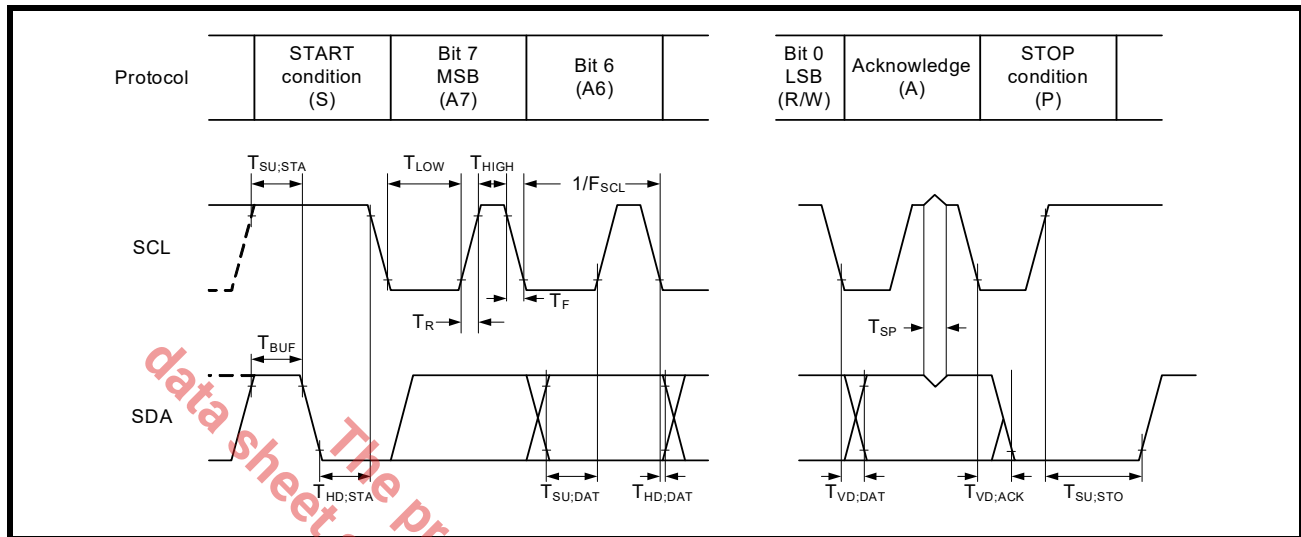 Protocol
START
condition
(S)
Bit 7
MSB
(A7)
Bit 6
(A6)
Bit 0
LSB
(R/W)
Acknowledge
(A)
STOP
condition
(P)
TSU;STA
TLOW
THIGH
1/FSCL
SCL
TF
TR
TSP
TBUF
SDA
THD;STA
TSU;DAT
THD;DAT
TVD;DAT
TVD;ACK
TSU;STO
The pr
data sheet